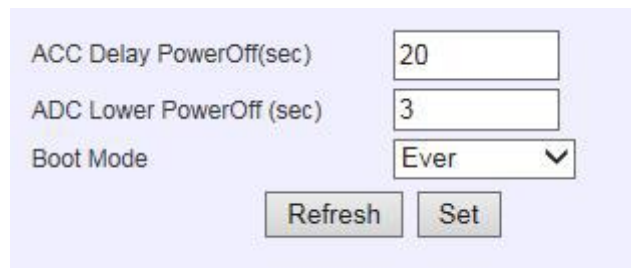 ACC Delay PowerOff(sec) 20
ADC Lower PowerOff (sec) 3
Boot Mode Ever
Refresh Set